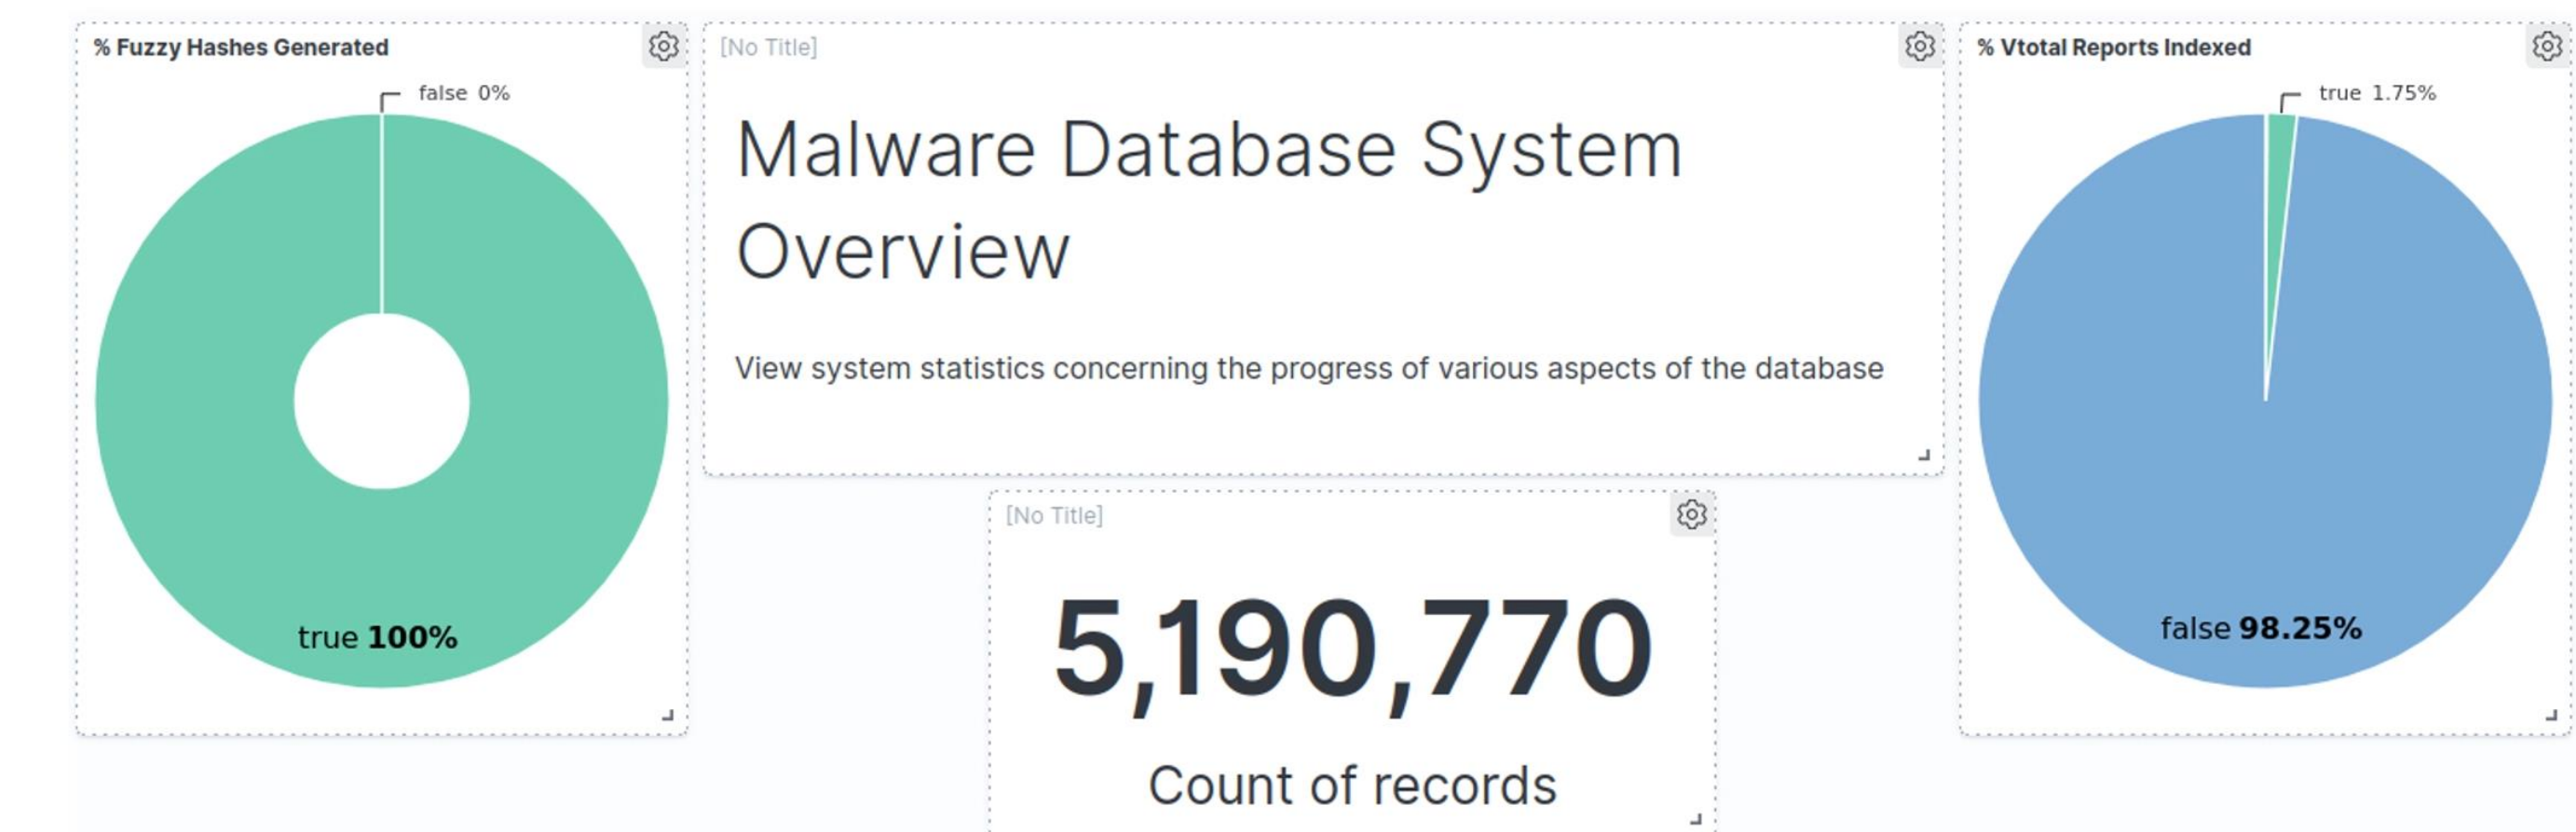 % Fuzzy Hashes Generated
false 0%
true 100%
[No Title]
Malware Database System
Overview
View system statistics concerning the progress of various aspects of the database
[No Title]
5,190,770
Count of records
% Vtotal Reports Indexed
true 1.75%
false 98.25%